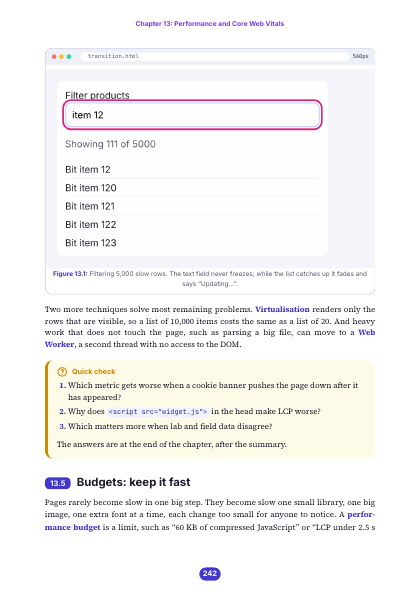 Chapter 13: Performance and Core Web Vitals
transition.html
560px
Filter products
item 12
Showing 111 of 5000
Bit item 12
Bit item 120
Bit item 121
Bit item 122
Bit item 123
Figure 13.1: Filtering 5,000 slow rows. The text field never freezes; while the list catches up it fades and
says “Updating...”.
Two more techniques solve most remaining problems. Virtualisation renders only the
rows that are visible, so a list of 10,000 items costs the same as a list of 20. And heavy
work that does not touch the page, such as parsing a big file, can move to a Web
Worker, a second thread with no access to the DOM.
Quick check
1. Which metric gets worse when a cookie banner pushes the page down after it
has appeared?
2. Why does <script src="widget.js"> in the head make LCP worse?
3. Which matters more when lab and field data disagree?
The answers are at the end of the chapter, after the summary.
13.5 Budgets: keep it fast
Pages rarely become slow in one big step. They become slow one small library, one big
image, one extra font at a time, each change too small for anyone to notice. A perfor-
mance budget is a limit, such as “60 KB of compressed JavaScript” or “LCP under 2.5 s
242